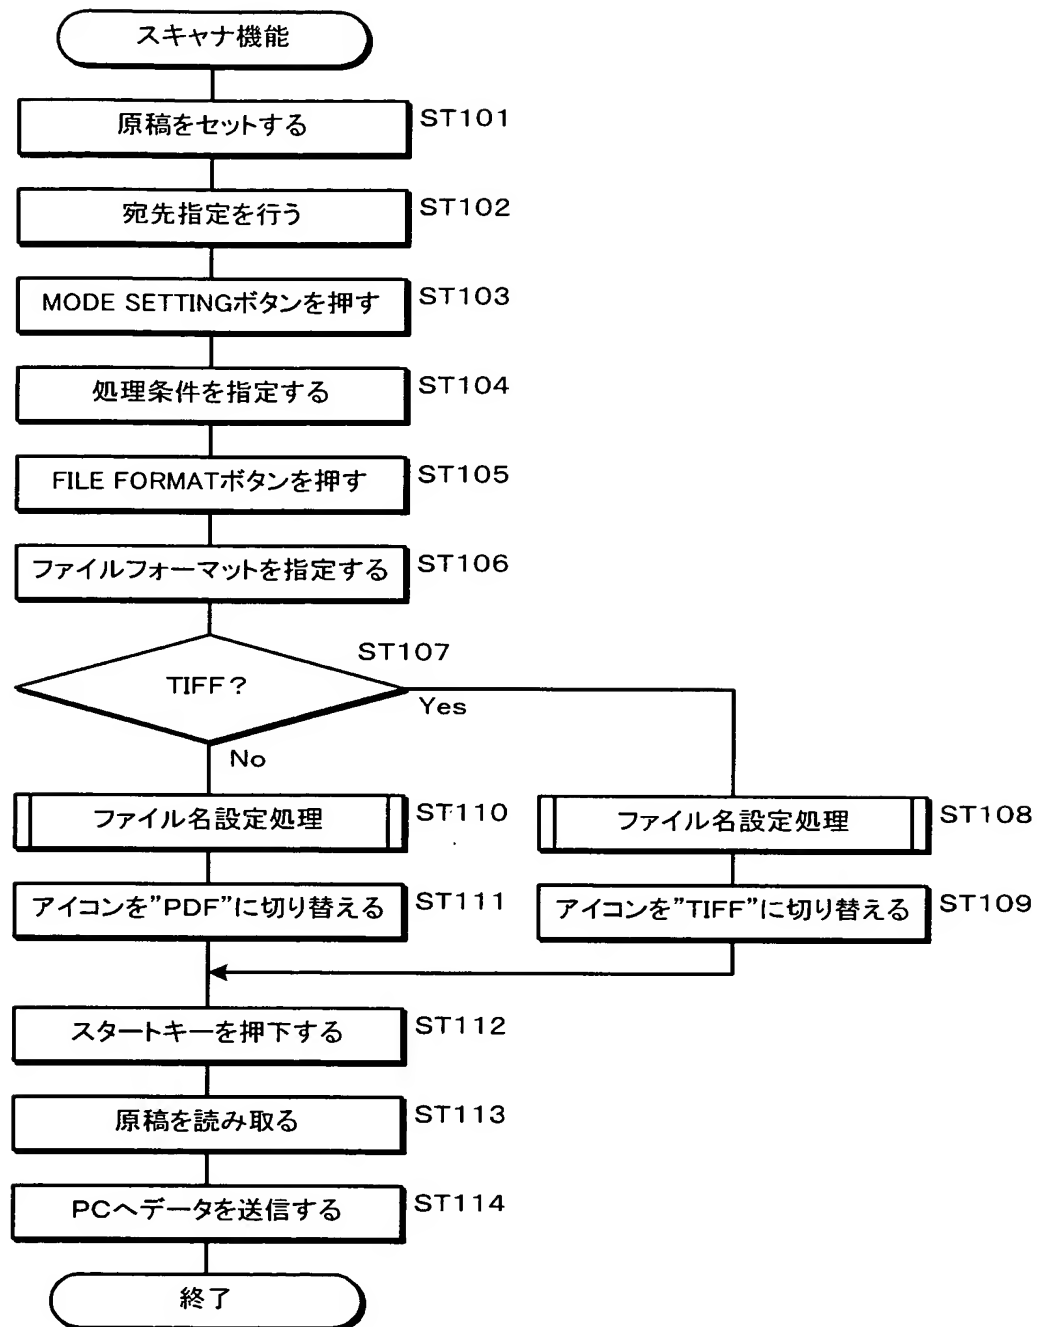 スキャナ機能
原稿をセットする ST101
宛先指定を行う ST102
MODE SETTINGボタンを押す ST103
処理条件を指定する ST104
FILE FORMATボタンを押す ST105
ファイルフォーマットを指定する ST106
ST107
TIFF?
Yes
No
ファイル名設定処理 ST110 ファイル名設定処理 ST108
アイコンを”PDF”に切り替える ST111 アイコンを”TIFF”に切り替える ST109
スタートキーを押下する ST112
原稿を読み取る ST113
PCへデータを送信する ST114
終了